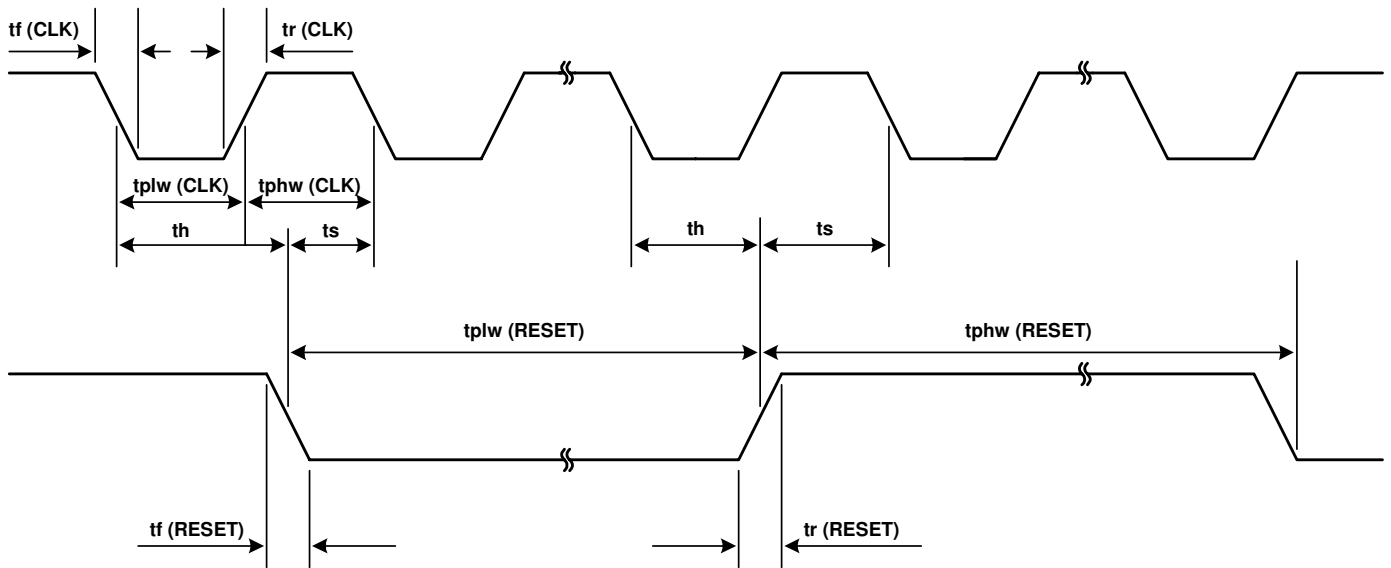 tf (CLK)
tr (CLK)
tplw (CLK)
tphw (CLK)
th
ts
th
ts
tplw (RESET)
tphw (RESET)
tf (RESET)
tr (RESET)